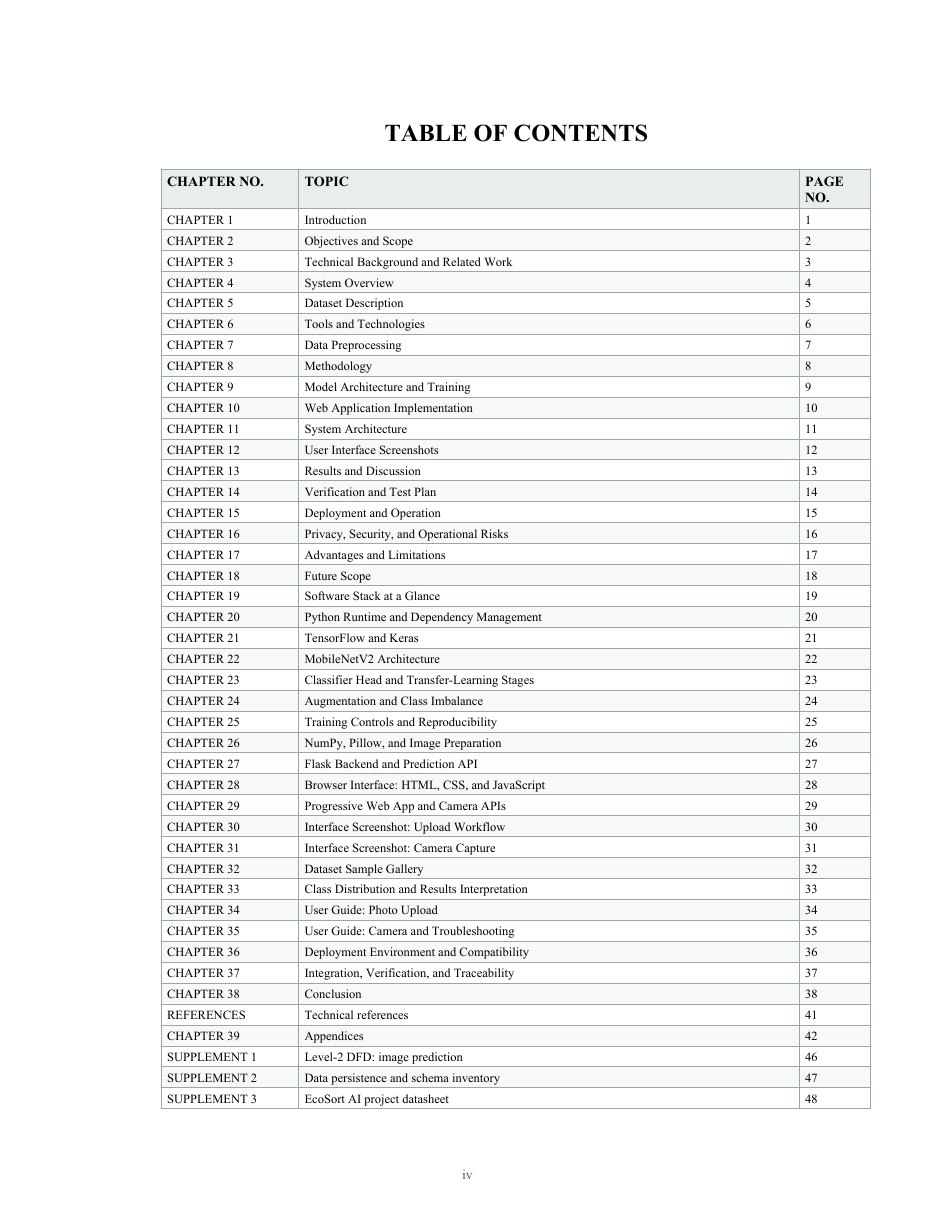 TABLE OF CONTENTS
CHAPTER NO. TOPIC PAGE NO.
CHAPTER 1 Introduction 1
CHAPTER 2 Objectives and Scope 2
CHAPTER 3 Technical Background and Related Work 3
CHAPTER 4 System Overview 4
CHAPTER 5 Dataset Description 5
CHAPTER 6 Tools and Technologies 6
CHAPTER 7 Data Preprocessing 7
CHAPTER 8 Methodology 8
CHAPTER 9 Model Architecture and Training 9
CHAPTER 10 Web Application Implementation 10
CHAPTER 11 System Architecture 11
CHAPTER 12 User Interface Screenshots 12
CHAPTER 13 Results and Discussion 13
CHAPTER 14 Verification and Test Plan 14
CHAPTER 15 Deployment and Operation 15
CHAPTER 16 Privacy, Security, and Operational Risks 16
CHAPTER 17 Advantages and Limitations 17
CHAPTER 18 Future Scope 18
CHAPTER 19 Software Stack at a Glance 19
CHAPTER 20 Python Runtime and Dependency Management 20
CHAPTER 21 TensorFlow and Keras 21
CHAPTER 22 MobileNetV2 Architecture 22
CHAPTER 23 Classifier Head and Transfer-Learning Stages 23
CHAPTER 24 Augmentation and Class Imbalance 24
CHAPTER 25 Training Controls and Reproducibility 25
CHAPTER 26 NumPy, Pillow, and Image Preparation 26
CHAPTER 27 Flask Backend and Prediction API 27
CHAPTER 28 Browser Interface: HTML, CSS, and JavaScript 28
CHAPTER 29 Progressive Web App and Camera APIs 29
CHAPTER 30 Interface Screenshot: Upload Workflow 30
CHAPTER 31 Interface Screenshot: Camera Capture 31
CHAPTER 32 Dataset Sample Gallery 32
CHAPTER 33 Class Distribution and Results Interpretation 33
CHAPTER 34 User Guide: Photo Upload 34
CHAPTER 35 User Guide: Camera and Troubleshooting 35
CHAPTER 36 Deployment Environment and Compatibility 36
CHAPTER 37 Integration, Verification, and Traceability 37
CHAPTER 38 Conclusion 38
REFERENCES Technical references 41
CHAPTER 39 Appendices 42
SUPPLEMENT 1 Level-2 DFD: image prediction 46
SUPPLEMENT 2 Data persistence and schema inventory 47
SUPPLEMENT 3 EcoSort AI project datasheet 48
iv